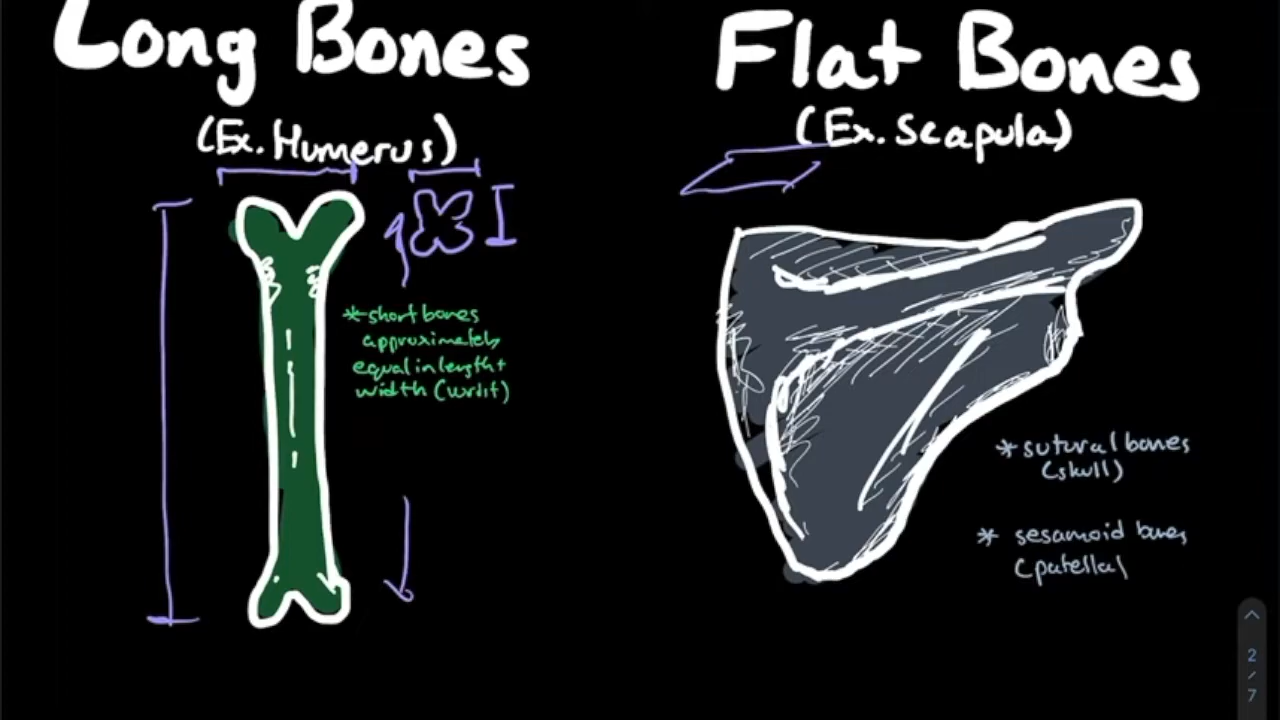 Long Bones
(Ex. Humerus)
*short bones
approximately
equal in length +
width (wrist)
Flat Bones
(Ex. Scapula)
*sutural bones
(skull)
* sesamoid bones
(patella)
2
/
7